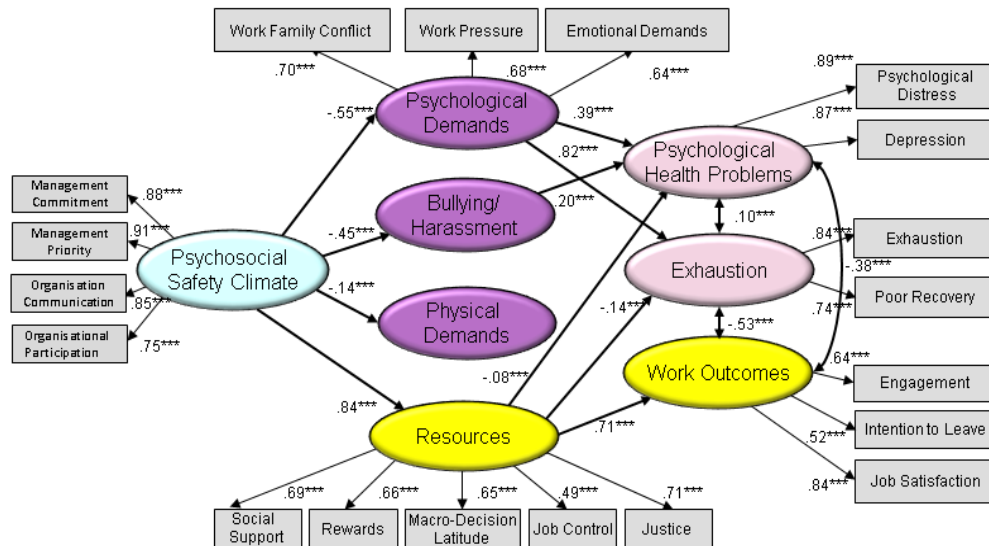 Work Family Conflict
Work Pressure
Emotional Demands
.70***
.68***
.64***
.89***
Psychological
Distress
-.55***
Psychological
Demands
.39***
.87***
Depression
.82***
Psychological
Health Problems
Management
Commitment
.88***
Bullying/
Harassment
.20***
.10***
Management
Priority
.91***
-.45***
.84***
Exhaustion
Psychosocial
Safety Climate
Exhaustion
-.38***
Organisation
Communication
.85***
-.14***
Physical
Demands
-.14***
.74***
Poor Recovery
Organisational
Participation
.75***
-.53***
-.08***
Work Outcomes
.64***
Engagement
.84***
Resources
.71***
.52***
Intention to Leave
.84***
Job Satisfaction
.69***
.66***
.65***
.49***
.71***
Social
Support
Rewards
Macro-Decision
Latitude
Job Control
Justice